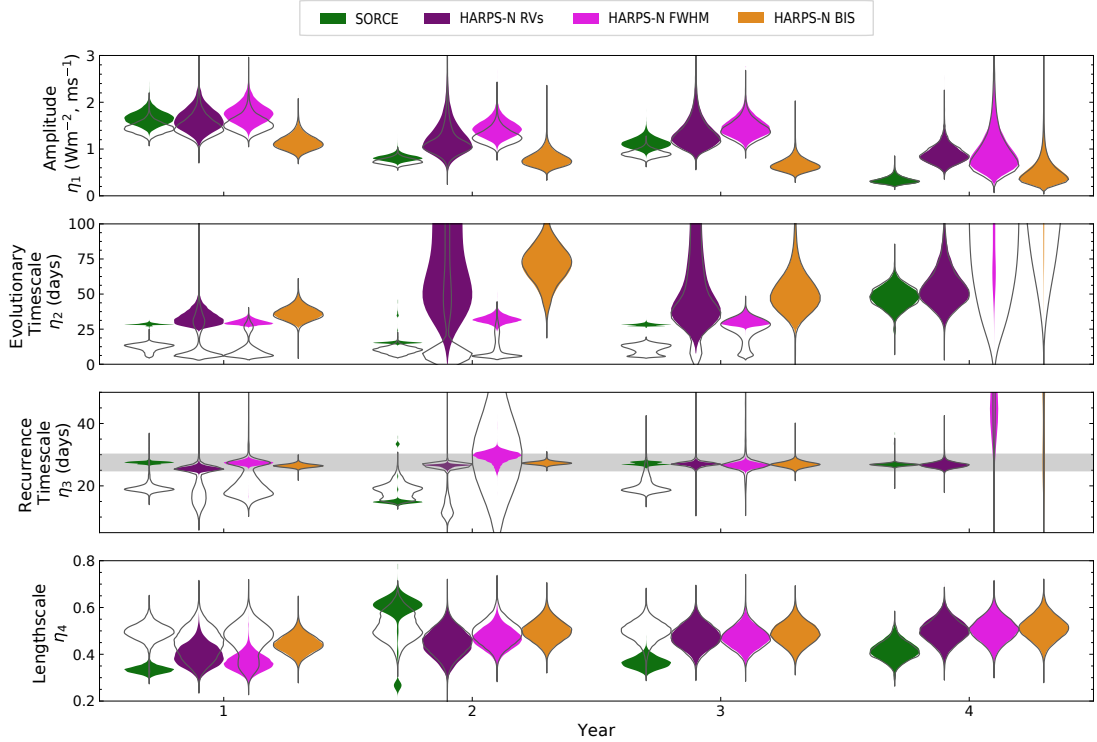 SORCE HARPS-N RVs HARPS-N FWHM HARPS-N BIS
Amplitude
η₁ (Wm⁻², ms⁻¹)
3
2
1
0
Evolutionary
Timescale
η₂ (days)
100
75
50
25
0
Recurrence
Timescale
η₃ (days)
40
20
Lengthscale
η₄
0.8
0.6
0.4
0.2
1 2 3 4
Year